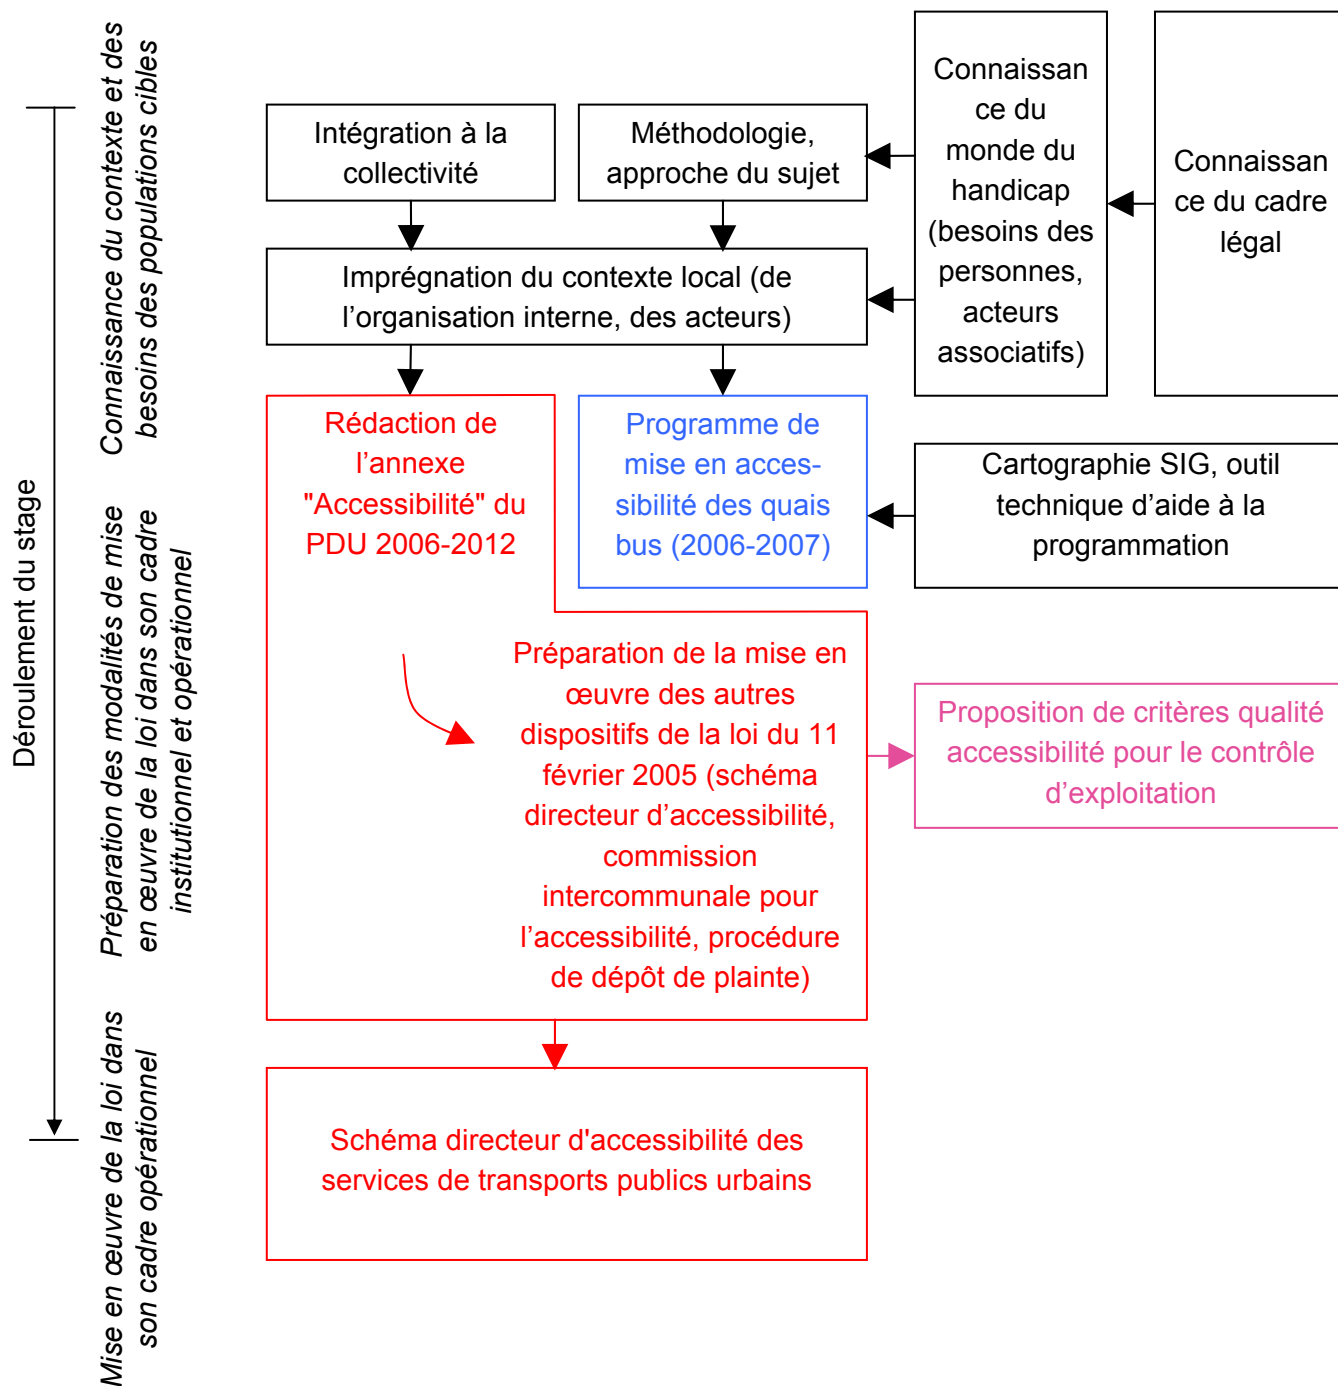 Déroulement du stage
Connaissance du contexte et des
besoins des populations cibles
Préparation des modalités de mise
en œuvre de la loi dans son cadre
institutionnel et opérationnel
Mise en œuvre de la loi dans
son cadre opérationnel
Intégration à la
collectivité
Méthodologie,
approche du sujet
Connaissan
ce du
monde du
handicap
(besoins des
personnes,
acteurs
associatifs)
Connaissan
ce du cadre
légal
Imprégnation du contexte local (de
l’organisation interne, des acteurs)
Rédaction de
l’annexe
"Accessibilité" du
PDU 2006-2012
Programme de
mise en acces-
sibilité des quais
bus (2006-2007)
Cartographie SIG, outil
technique d’aide à la
programmation
Préparation de la mise en
œuvre des autres
dispositifs de la loi du 11
février 2005 (schéma
directeur d’accessibilité,
commission
intercommunale pour
l’accessibilité, procédure
de dépôt de plainte)
Proposition de critères qualité
accessibilité pour le contrôle
d’exploitation
Schéma directeur d'accessibilité des
services de transports publics urbains